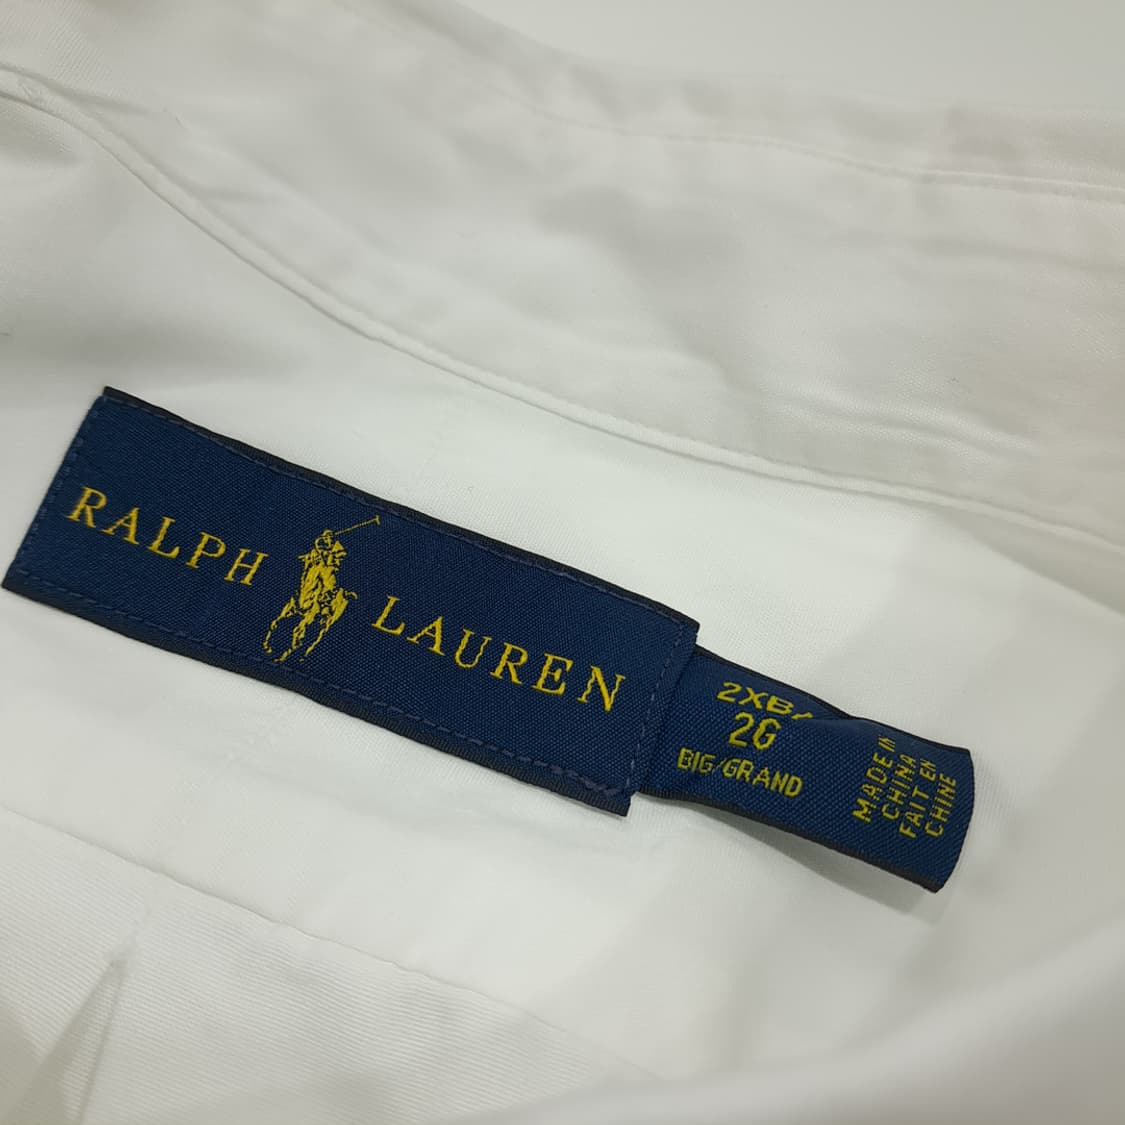 RALPH LAUREN
2XB
2G
BIG/GRAND
MADE IN
CHINA
FAIT EN
CHINE